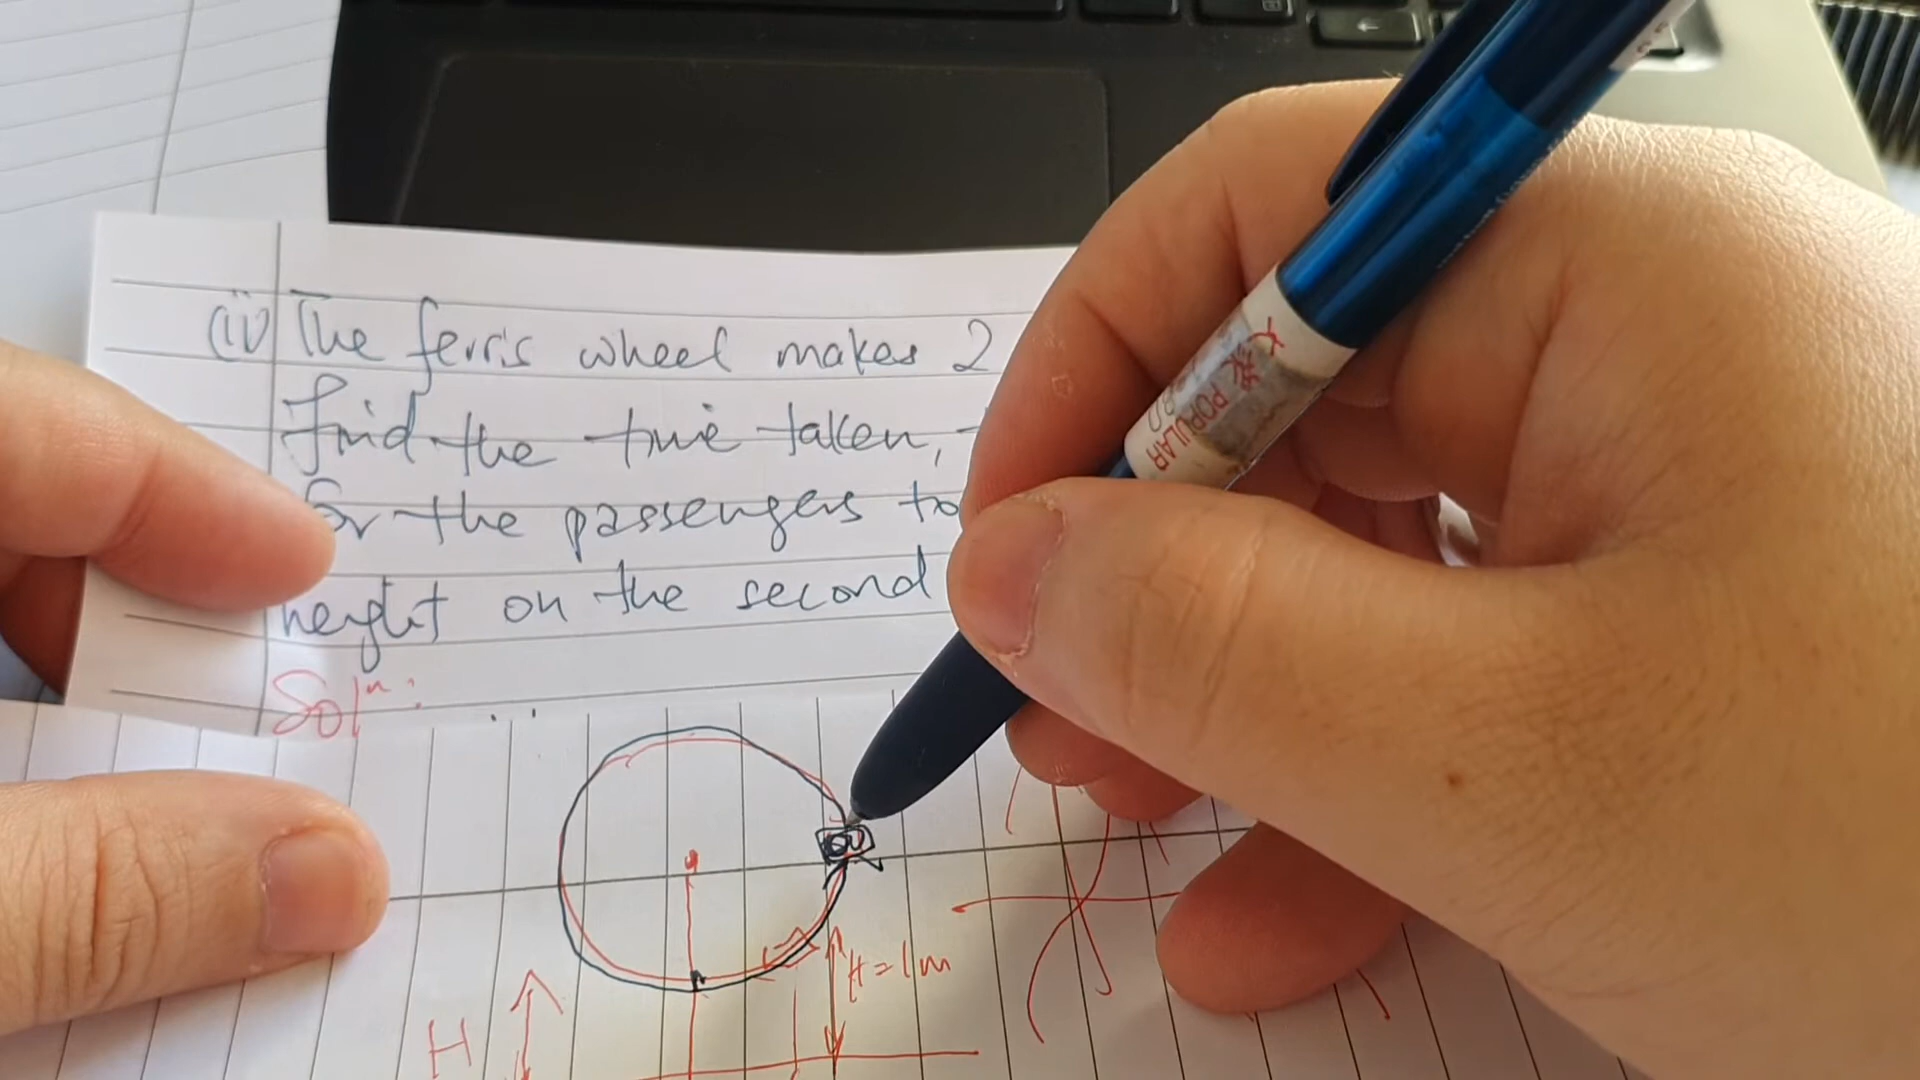 (iv) The ferris wheel makes 2
find the time taken,
for the passengers to
height on the second
Solⁿ:
H = 1m
H
POPULAR